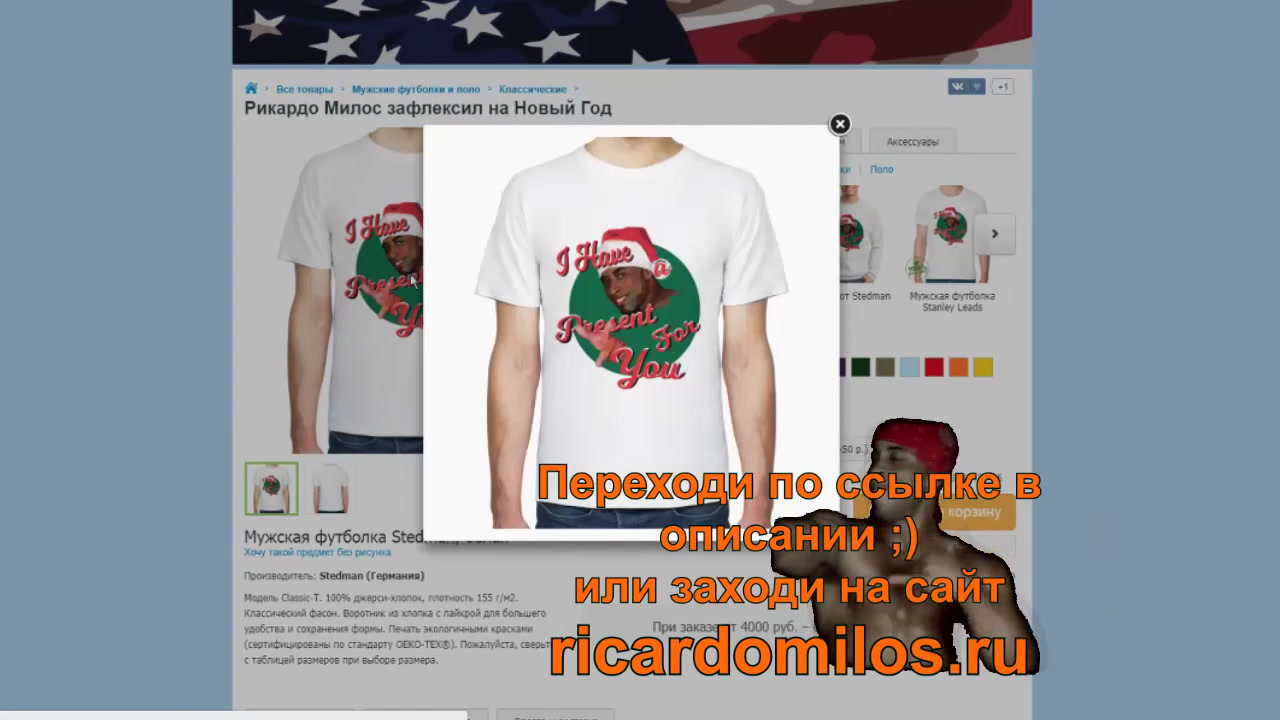 Все товары > Мужские футболки и поло > Классические >
+1
Рикардо Милос зафлексил на Новый Год
Аксессуары
Поло
I Have
Present
I Have
a
Present
For
You
от Stedman
Мужская футболка
Stanley Leads
-50 р.)
корзину
Мужская футболка
Хочу такой предмет без рисунка
Производитель: Stedman (Германия)
Модель Classic-T. 100% джерси-хлопок, плотность 155 г/м2.
Классический фасон. Воротник из хлопка с лайкрой для большего
удобства и сохранения формы. Печать экологичными красками
(сертифицированы по стандарту OEKO-TEX®). Пожалуйста, сверьт
с таблицей размеров при выборе размера.
При заказе от 4000 руб. –
Переходи по ссылке в
описании ;)
или заходи на сайт
ricardomilos.ru